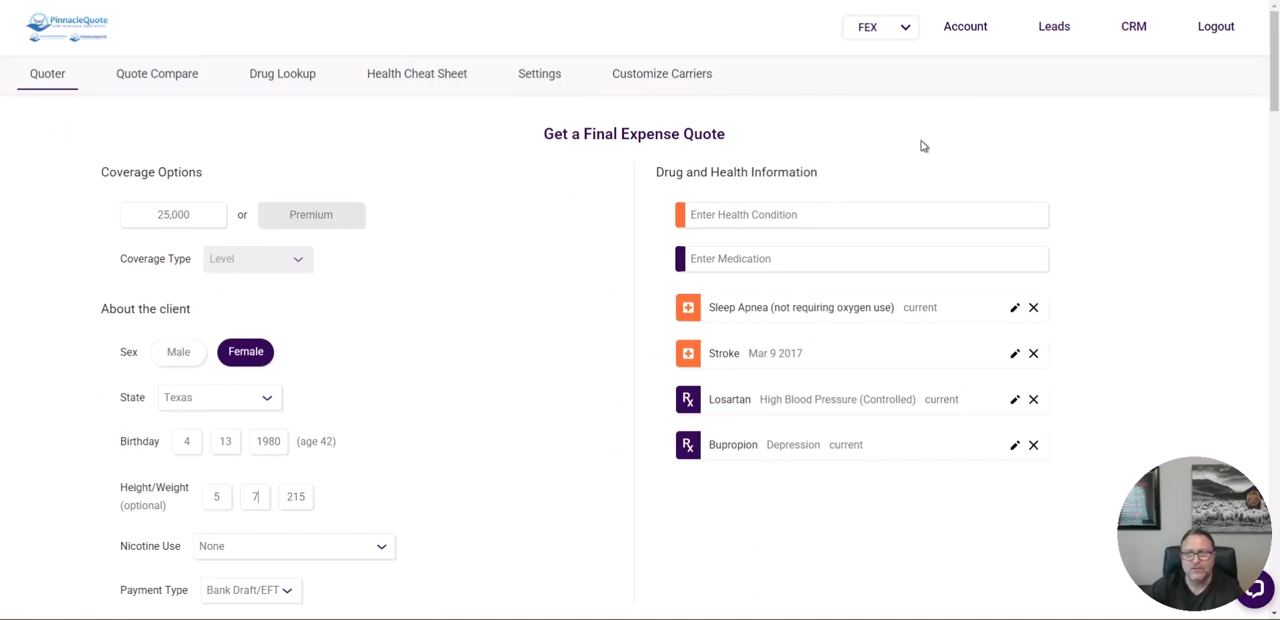 PinnacleQuote
FEX
Account
Leads
CRM
Logout
Quoter
Quote Compare
Drug Lookup
Health Cheat Sheet
Settings
Customize Carriers
Get a Final Expense Quote
Coverage Options
25,000 or Premium
Coverage Type Level
About the client
Sex Male Female
State Texas
Birthday 4 13 1980 (age 42)
Height/Weight
(optional)
5 7 215
Nicotine Use None
Payment Type Bank Draft/EFT
Drug and Health Information
Enter Health Condition
Enter Medication
Sleep Apnea (not requiring oxygen use) current
Stroke Mar 9 2017
Rx Losartan High Blood Pressure (Controlled) current
Rx Bupropion Depression current